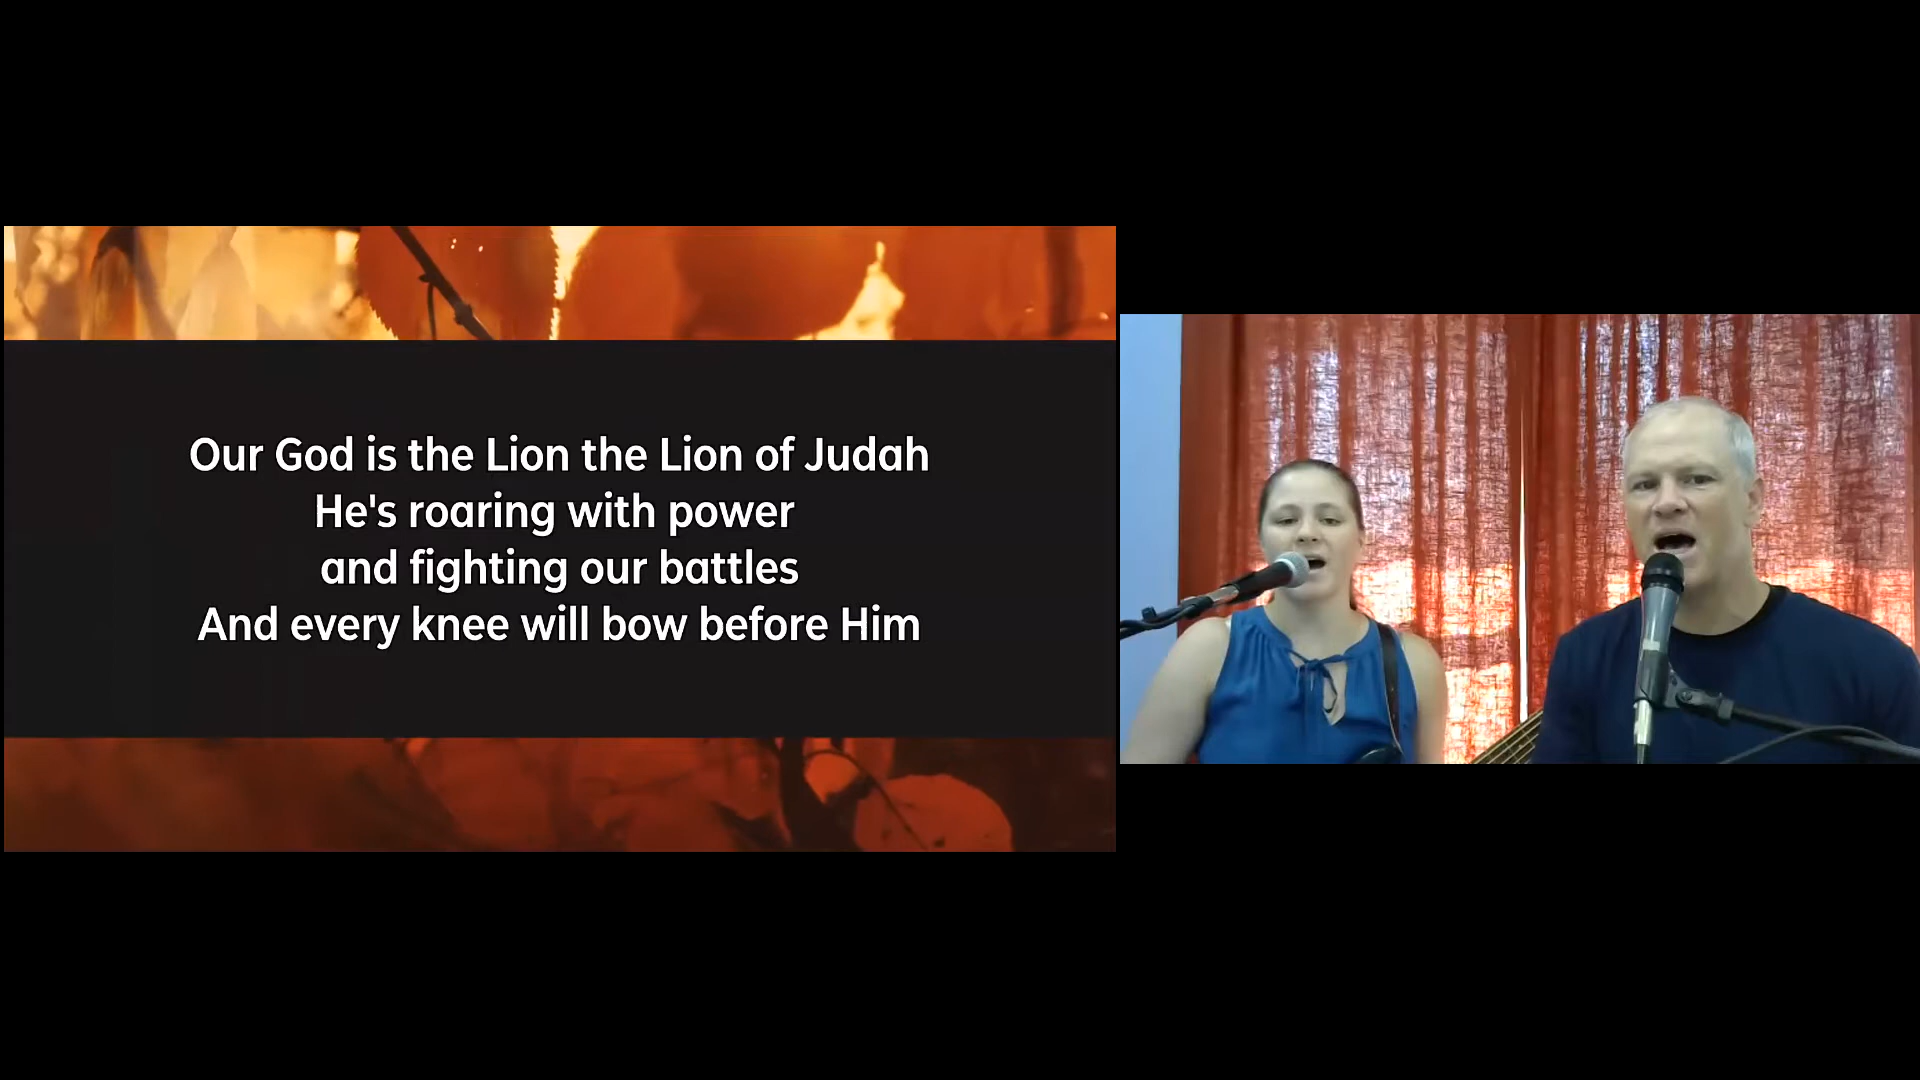 Our God is the Lion the Lion of Judah
He's roaring with power
and fighting our battles
And every knee will bow before Him